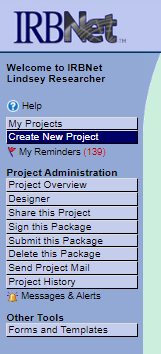 IRBNet™
Welcome to IRBNet
Lindsey Researcher
Help
My Projects
Create New Project
My Reminders (139)
Project Administration
Project Overview
Designer
Share this Project
Sign this Package
Submit this Package
Delete this Package
Send Project Mail
Project History
Messages & Alerts
Other Tools
Forms and Templates